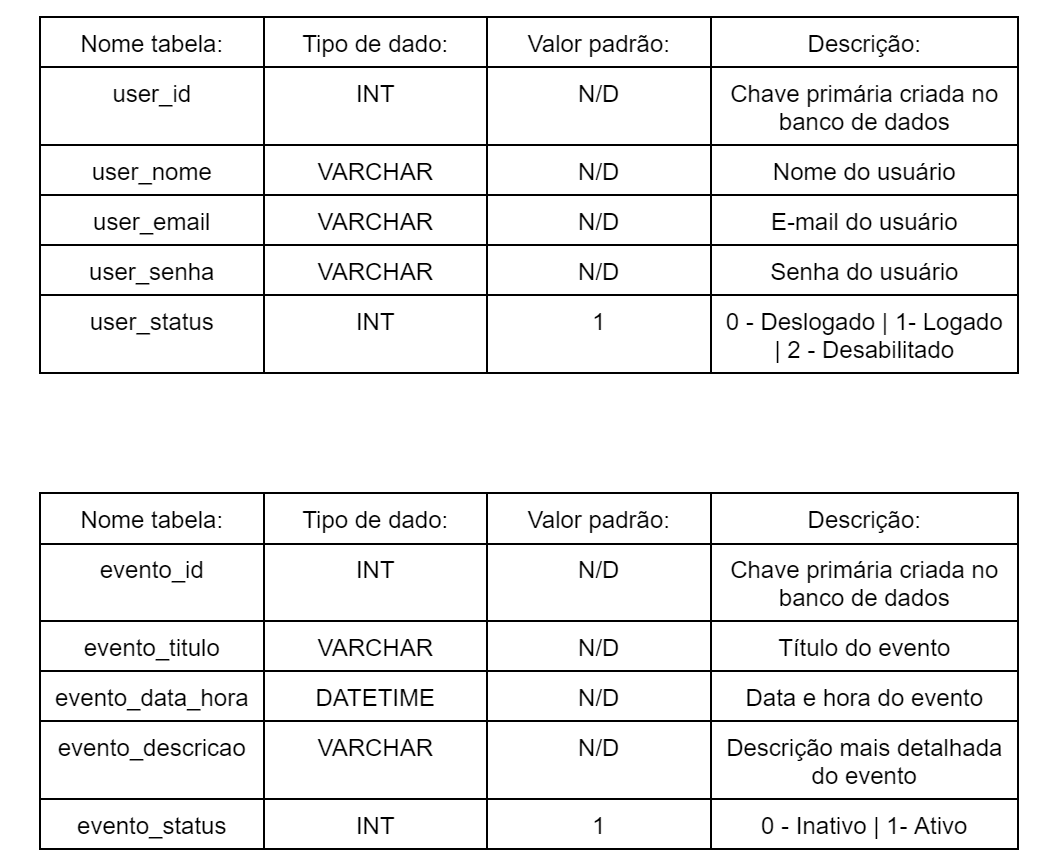 Nome tabela: Tipo de dado: Valor padrão: Descrição:
user_id INT N/D Chave primária criada no
banco de dados
user_nome VARCHAR N/D Nome do usuário
user_email VARCHAR N/D E-mail do usuário
user_senha VARCHAR N/D Senha do usuário
user_status INT 1 0 - Deslogado | 1- Logado
| 2 - Desabilitado
Nome tabela: Tipo de dado: Valor padrão: Descrição:
evento_id INT N/D Chave primária criada no
banco de dados
evento_titulo VARCHAR N/D Título do evento
evento_data_hora DATETIME N/D Data e hora do evento
evento_descricao VARCHAR N/D Descrição mais detalhada
do evento
evento_status INT 1 0 - Inativo | 1- Ativo